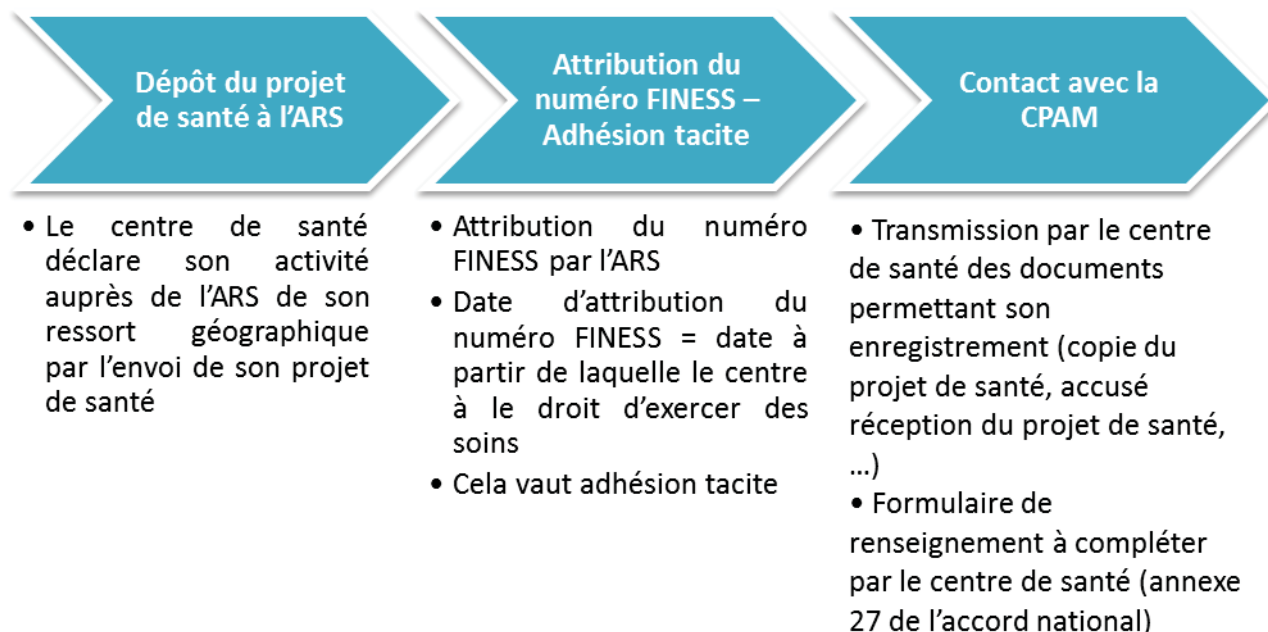 Dépôt du projet
de santé à l'ARS
• Le centre de santé
déclare son activité
auprès de l'ARS de son
ressort géographique
par l'envoi de son projet
de santé
Attribution du
numéro FINESS –
Adhésion tacite
• Attribution du numéro
FINESS par l'ARS
• Date d'attribution du
numéro FINESS = date à
partir de laquelle le centre
à le droit d'exercer des
soins
• Cela vaut adhésion tacite
Contact avec la
CPAM
• Transmission par le centre
de santé des documents
permettant son
enregistrement (copie du
projet de santé, accusé
réception du projet de santé,
...)
• Formulaire de
renseignement à compléter
par le centre de santé (annexe
27 de l'accord national)